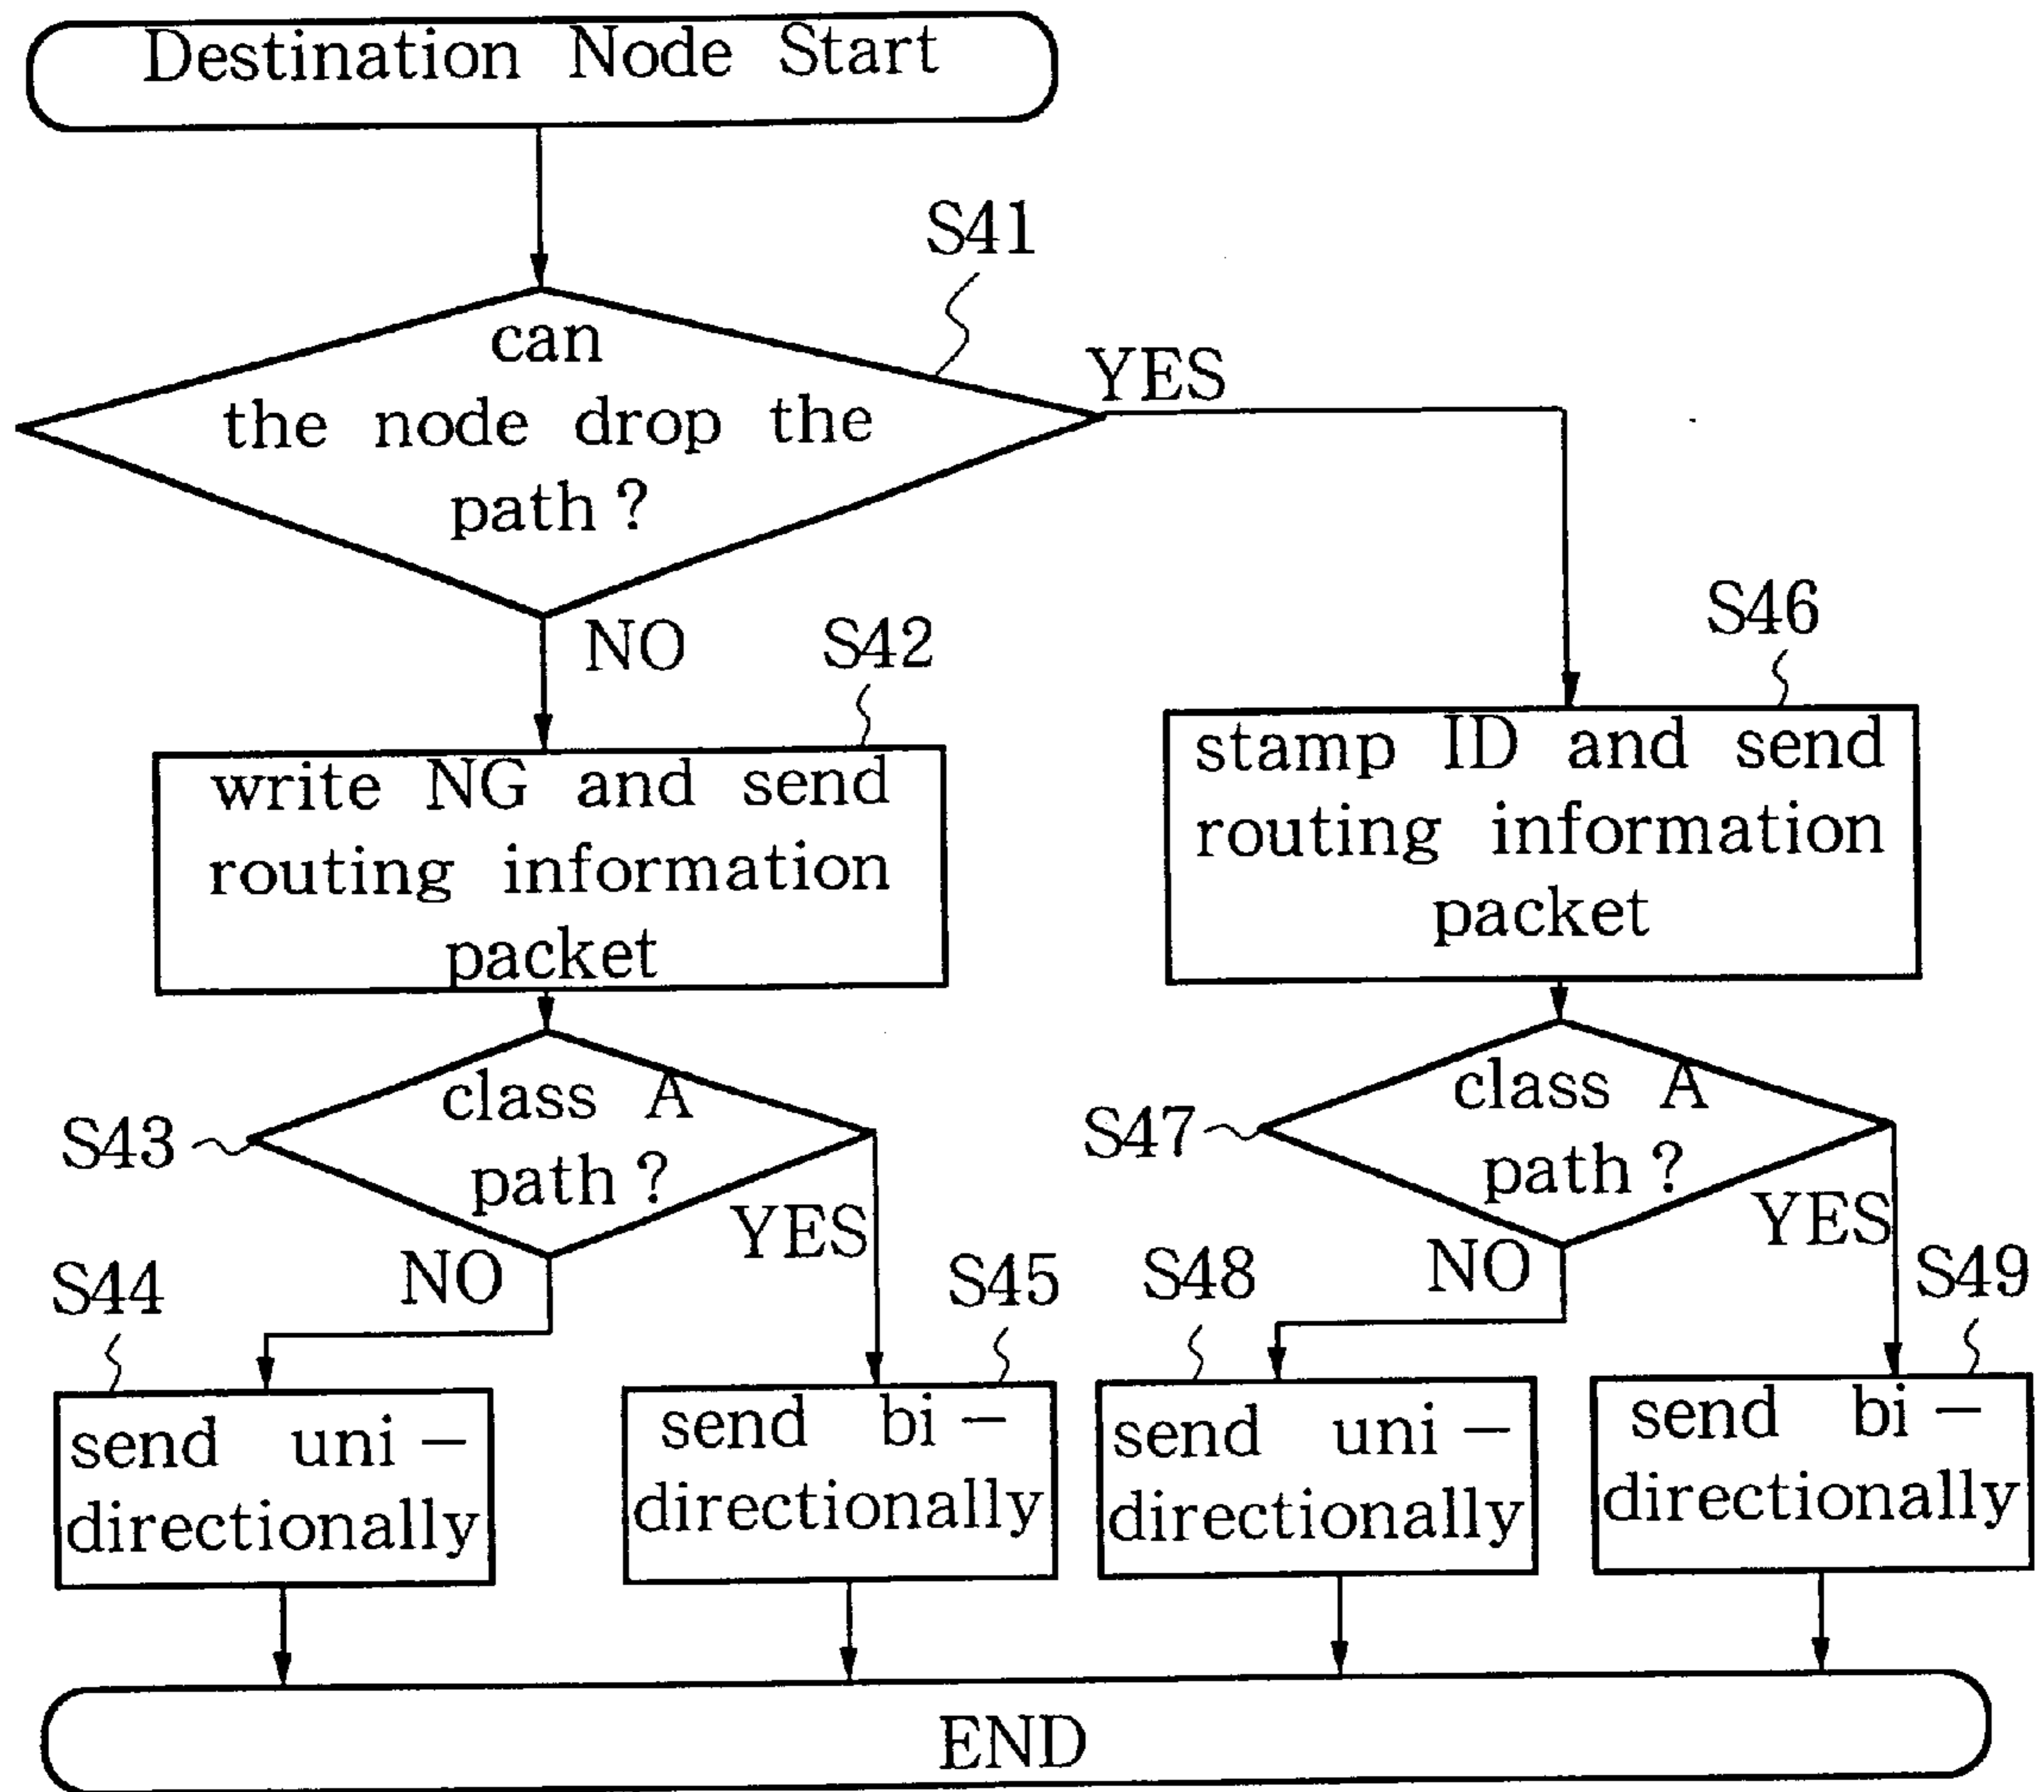 Destination Node Start
S41
can
the node drop the
path ?
YES
NO
S42
write NG and send
routing information
packet
S46
stamp ID and send
routing information
packet
S43
class A
path ?
YES
NO
S47
class A
path ?
YES
NO
S44
send uni-
directionally
S45
send bi-
directionally
S48
send uni-
directionally
S49
send bi-
directionally
END